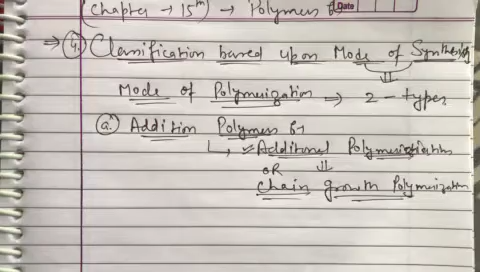 (Chapter → 15th) → Polymers Date
⇒ 4. Classification based upon Mode of Synthesis
⇓
Mode of Polymerization ⇒ 2 - types
a. Addition Polymers
↳ Additional Polymerization
OR ⇓
Chain growth Polymerization